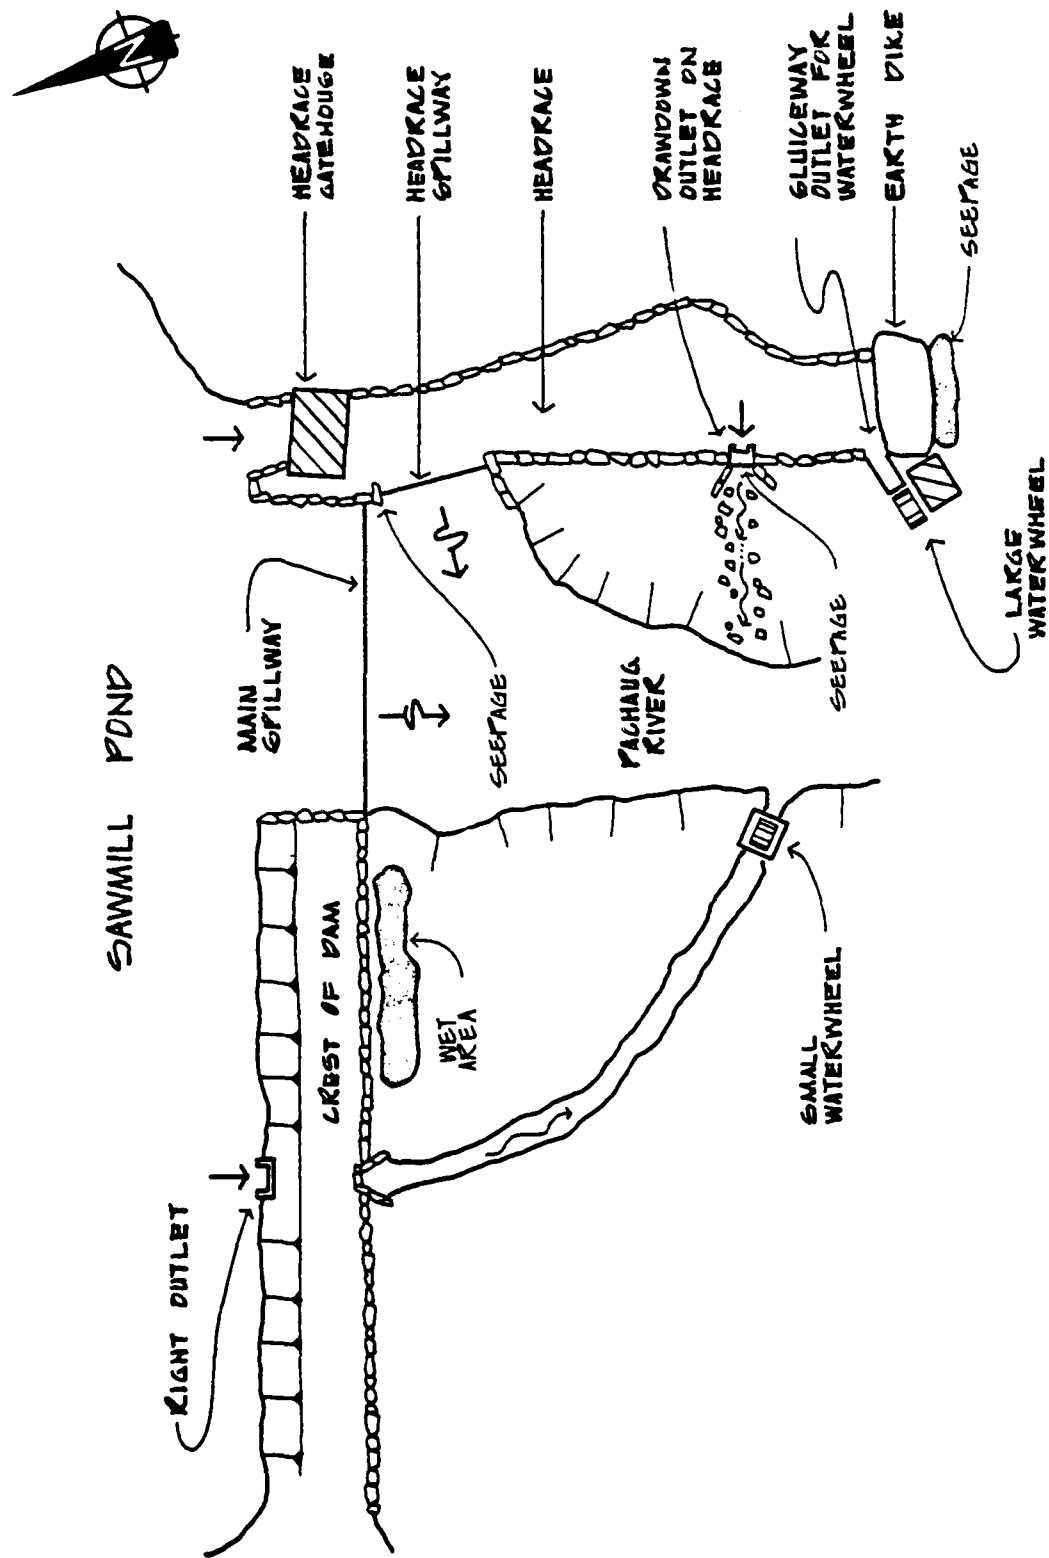 N
HEADRACE
GATEHOUSE
HEADRACE
SPILLWAY
HEADRACE
DRAWDOWN
OUTLET ON
HEADRACE
SLUICEWAY
OUTLET FOR
WATERWHEEL
EARTH DIKE
SEEPAGE
SAWMILL POND
MAIN
SPILLWAY
SEEPAGE
PACHAUG
RIVER
SEEPAGE
LARGE
WATERWHEEL
CREST OF DAM
WET
AREA
SMALL
WATERWHEEL
RIGHT OUTLET